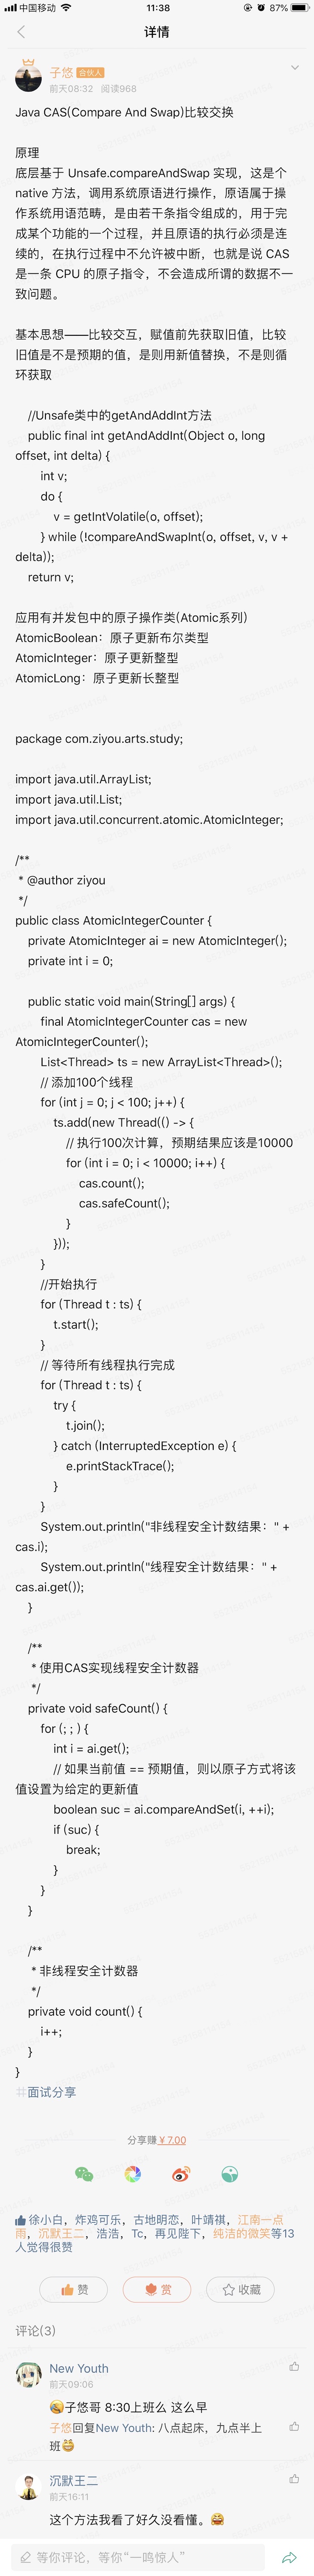 中国移动 11:38 87%
详情
子悠 合伙人
前天08:32 阅读968
Java CAS(Compare And Swap)比较交换
原理
底层基于 Unsafe.compareAndSwap 实现，这是个
native 方法，调用系统原语进行操作，原语属于操
作系统用语范畴，是由若干条指令组成的，用于完
成某个功能的一个过程，并且原语的执行必须是连
续的，在执行过程中不允许被中断，也就是说 CAS
是一条 CPU 的原子指令，不会造成所谓的数据不一
致问题。
基本思想——比较交互，赋值前先获取旧值，比较
旧值是不是预期的值，是则用新值替换，不是则循
环获取
//Unsafe类中的getAndAddInt方法
public final int getAndAddInt(Object o, long
offset, int delta) {
int v;
do {
v = getIntVolatile(o, offset);
} while (!compareAndSwapInt(o, offset, v, v +
delta));
return v;
应用有并发包中的原子操作类(Atomic系列)
AtomicBoolean：原子更新布尔类型
AtomicInteger：原子更新整型
AtomicLong：原子更新长整型
package com.ziyou.arts.study;
import java.util.ArrayList;
import java.util.List;
import java.util.concurrent.atomic.AtomicInteger;
/**
* @author ziyou
*/
public class AtomicIntegerCounter {
private AtomicInteger ai = new AtomicInteger();
private int i = 0;
public static void main(String[] args) {
final AtomicIntegerCounter cas = new
AtomicIntegerCounter();
List<Thread> ts = new ArrayList<Thread>();
// 添加100个线程
for (int j = 0; j < 100; j++) {
ts.add(new Thread(() -> {
// 执行100次计算，预期结果应该是10000
for (int i = 0; i < 10000; i++) {
cas.count();
cas.safeCount();
}
}));
}
//开始执行
for (Thread t : ts) {
t.start();
}
// 等待所有线程执行完成
for (Thread t : ts) {
try {
t.join();
} catch (InterruptedException e) {
e.printStackTrace();
}
}
System.out.println("非线程安全计数结果：" +
cas.i);
System.out.println("线程安全计数结果：" +
cas.ai.get());
}
/**
* 使用CAS实现线程安全计数器
*/
private void safeCount() {
for (; ; ) {
int i = ai.get();
// 如果当前值 == 预期值，则以原子方式将该
值设置为给定的更新值
boolean suc = ai.compareAndSet(i, ++i);
if (suc) {
break;
}
}
}
/**
* 非线程安全计数器
*/
private void count() {
i++;
}
}
#面试分享
分享赚 ¥7.00
徐小白，炸鸡可乐，古地明恋，叶靖祺，江南一点
雨，沉默王二，浩浩，Tc，再见陛下，纯洁的微笑等13
人觉得很赞
赞 赏 收藏
评论(3)
New Youth
前天09:06
子悠哥 8:30上班么 这么早
子悠回复New Youth: 八点起床，九点半上
班
沉默王二
前天16:11
这个方法我看了好久没看懂。
等你评论，等你“一鸣惊人”